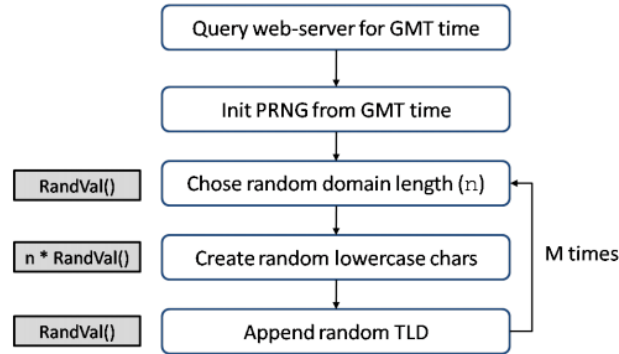 Query web-server for GMT time
Init PRNG from GMT time
RandVal()
Chose random domain length (n)
n * RandVal()
Create random lowercase chars
M times
RandVal()
Append random TLD